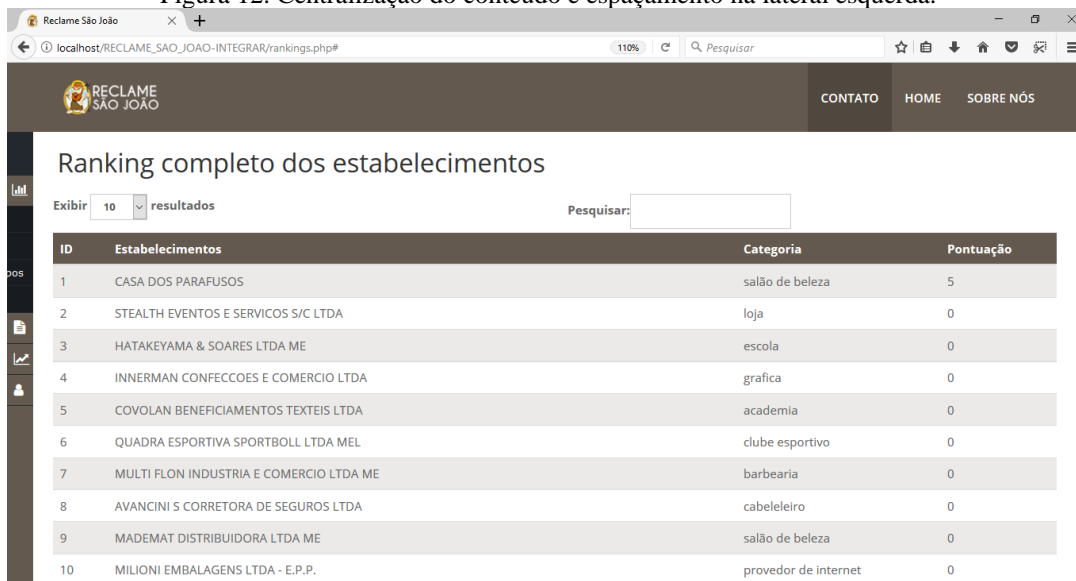 Figura 12: Centralização do conteúdo e espaçamento na lateral esquerda.
Reclame São João
localhost/RECLAME_SAO_JOAO-INTEGRAR/rankings.php# 110% Pesquisar
RECLAME
SÃO JOÃO
CONTATO HOME SOBRE NÓS
Ranking completo dos estabelecimentos
Exibir 10 resultados Pesquisar:
ID Estabelecimentos Categoria Pontuação
1 CASA DOS PARAFUSOS salão de beleza 5
pos
2 STEALTH EVENTOS E SERVICOS S/C LTDA loja 0
3 HATAKEYAMA & SOARES LTDA ME escola 0
4 INNERMAN CONFECCOES E COMERCIO LTDA grafica 0
5 COVOLAN BENEFICIAMENTOS TEXTEIS LTDA academia 0
6 QUADRA ESPORTIVA SPORTBOLL LTDA MEL clube esportivo 0
7 MULTI FLON INDUSTRIA E COMERCIO LTDA ME barbearia 0
8 AVANCINI S CORRETORA DE SEGUROS LTDA cabeleleiro 0
9 MADEMAT DISTRIBUIDORA LTDA ME salão de beleza 0
10 MILIONI EMBALAGENS LTDA - E.P.P. provedor de internet 0